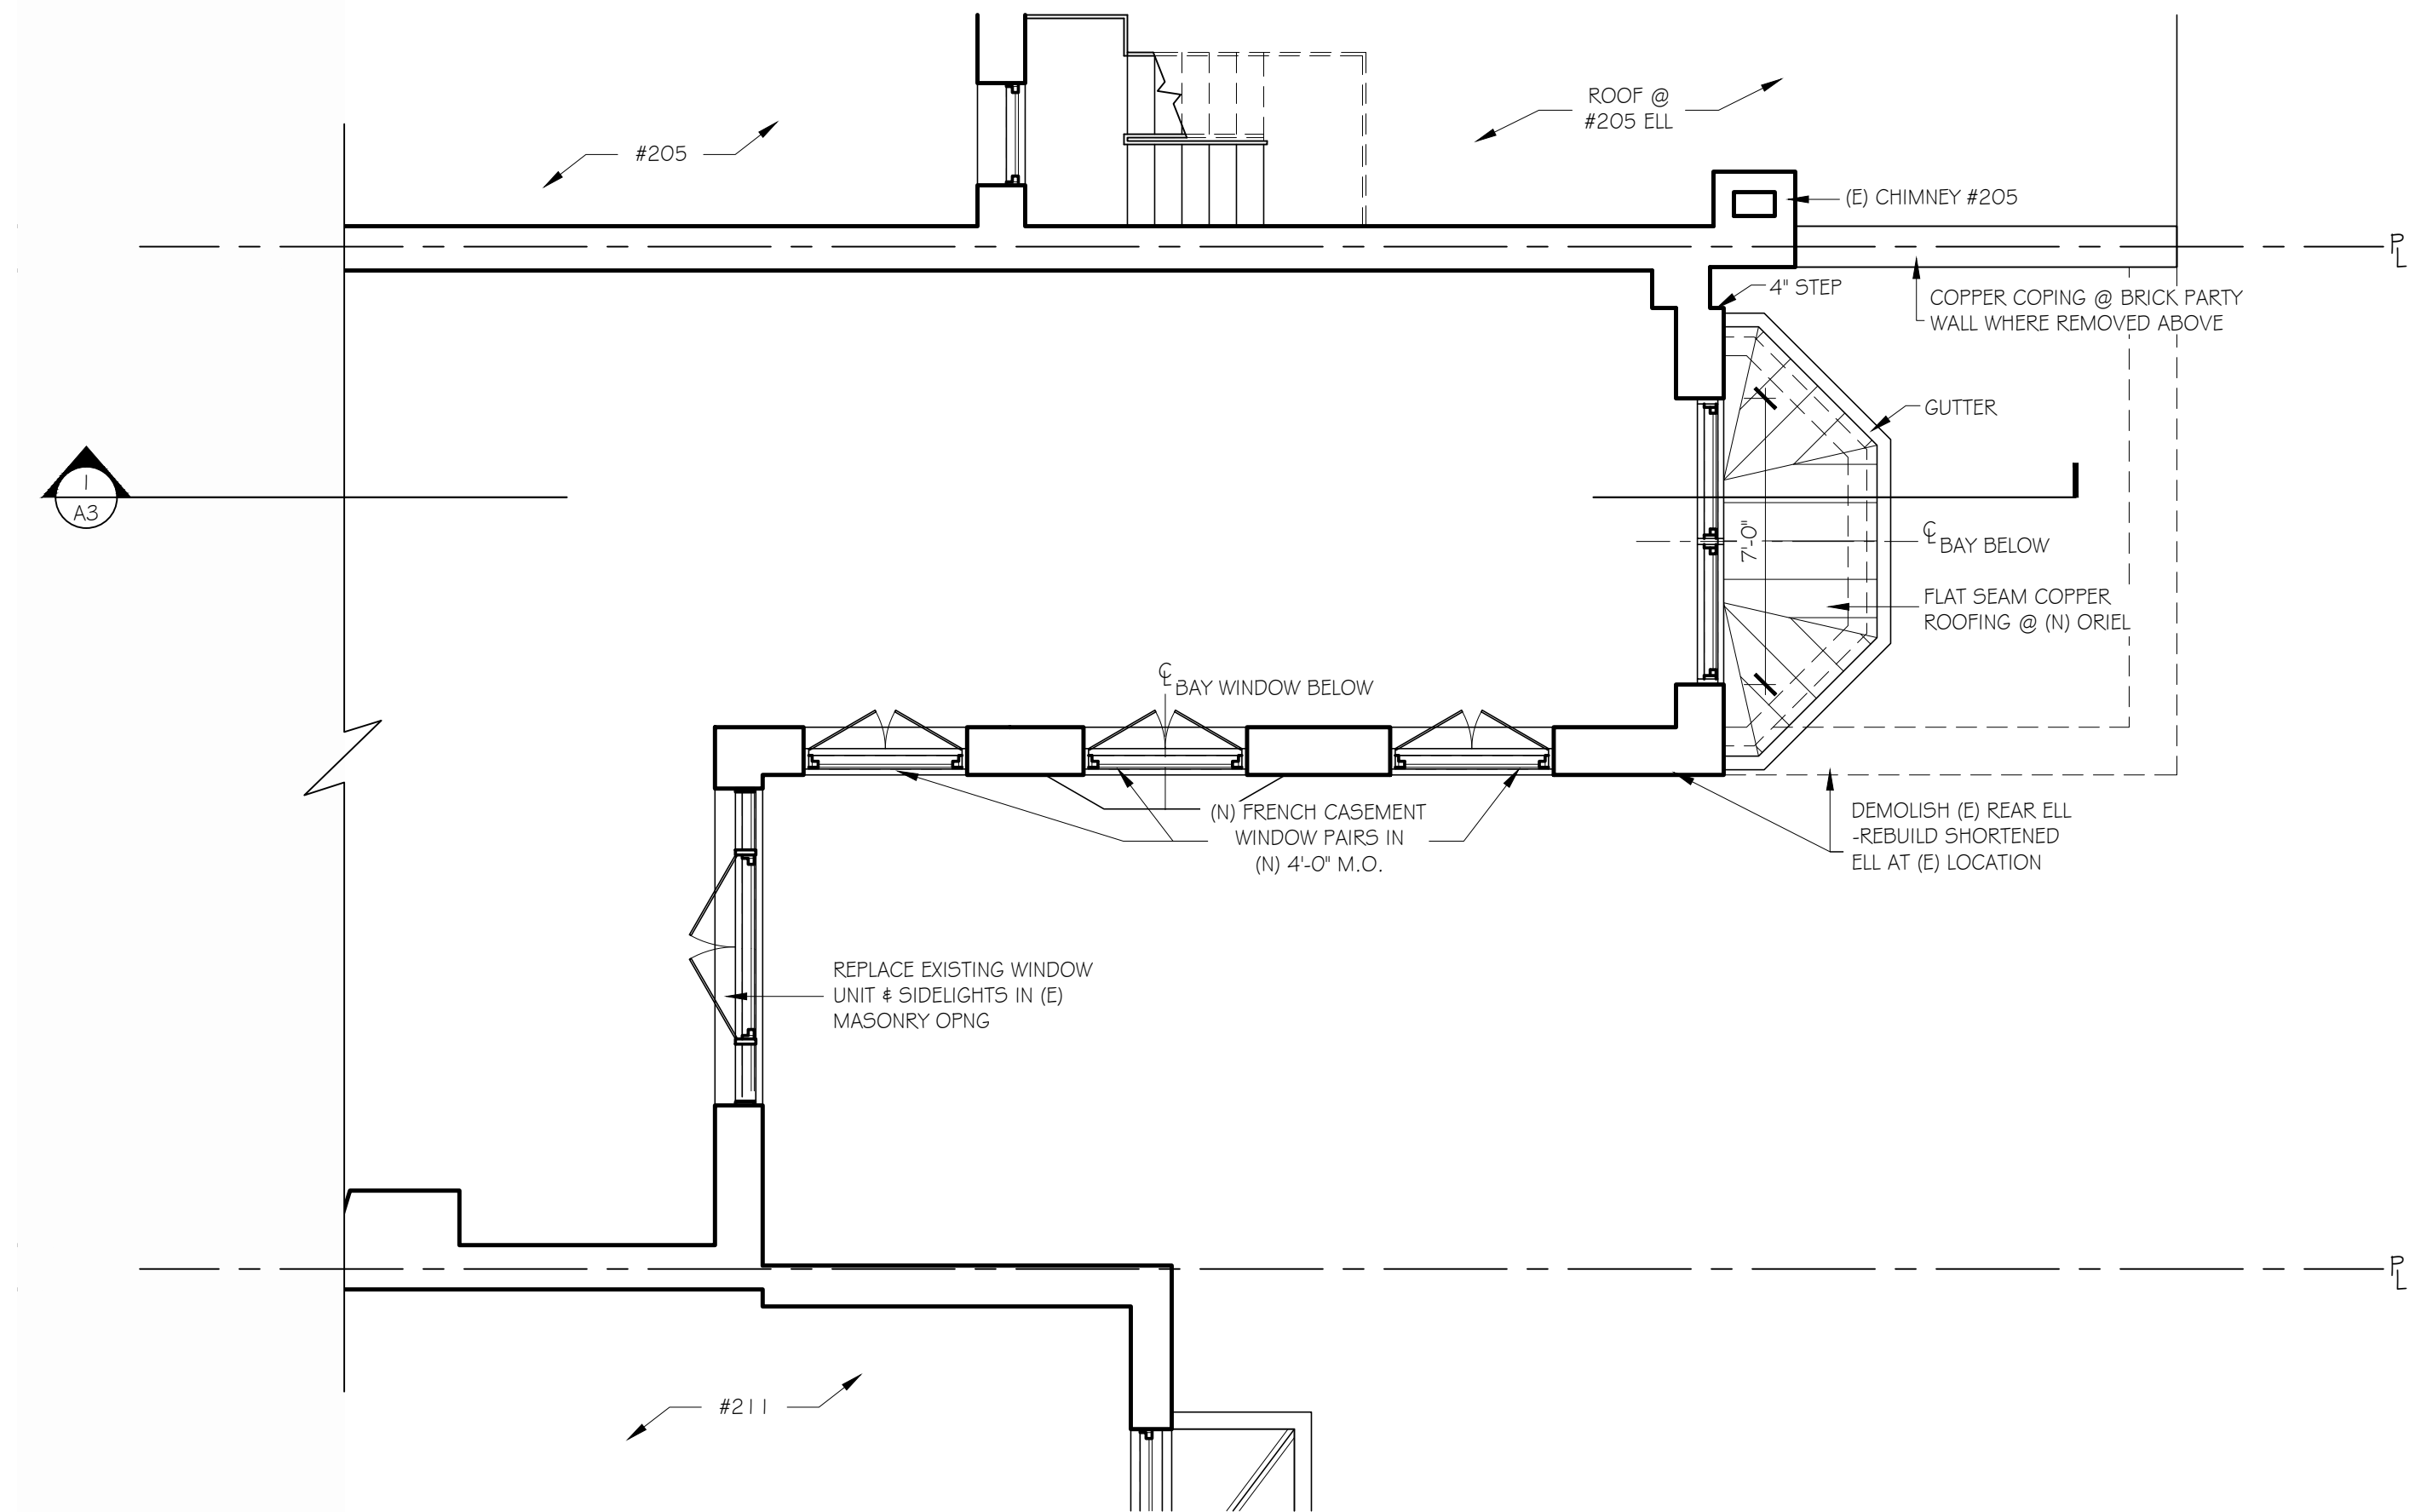 ROOF @
#205 ELL
#205
(E) CHIMNEY #205
PL
4" STEP
COPPER COPING @ BRICK PARTY
WALL WHERE REMOVED ABOVE
GUTTER
1
A3
7'-0"
CL BAY BELOW
FLAT SEAM COPPER
ROOFING @ (N) ORIEL
CL BAY WINDOW BELOW
(N) FRENCH CASEMENT
WINDOW PAIRS IN
(N) 4'-0" M.O.
DEMOLISH (E) REAR ELL
-REBUILD SHORTENED
ELL AT (E) LOCATION
REPLACE EXISTING WINDOW
UNIT & SIDELIGHTS IN (E)
MASONRY OPNG
PL
#211